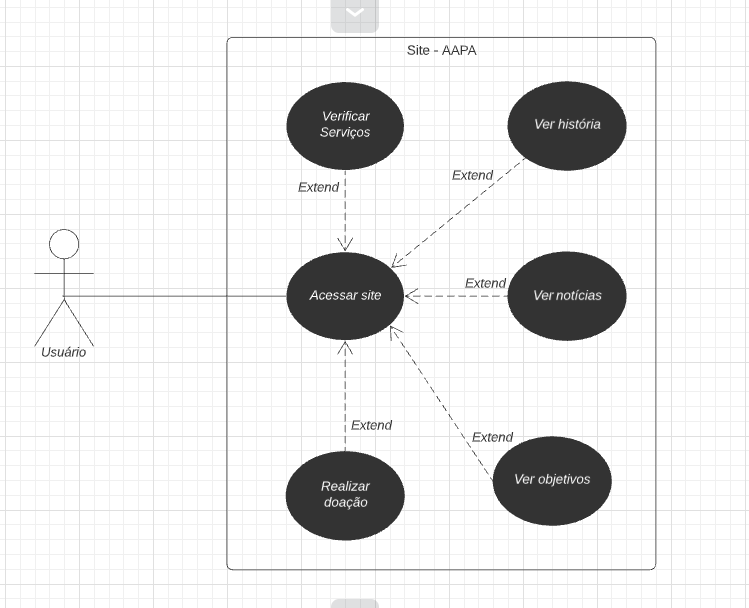 Site - AAPA
Verificar
Serviços
Ver história
Extend
Extend
Acessar site
Extend
Ver notícias
Usuário
Extend
Extend
Realizar
doação
Ver objetivos